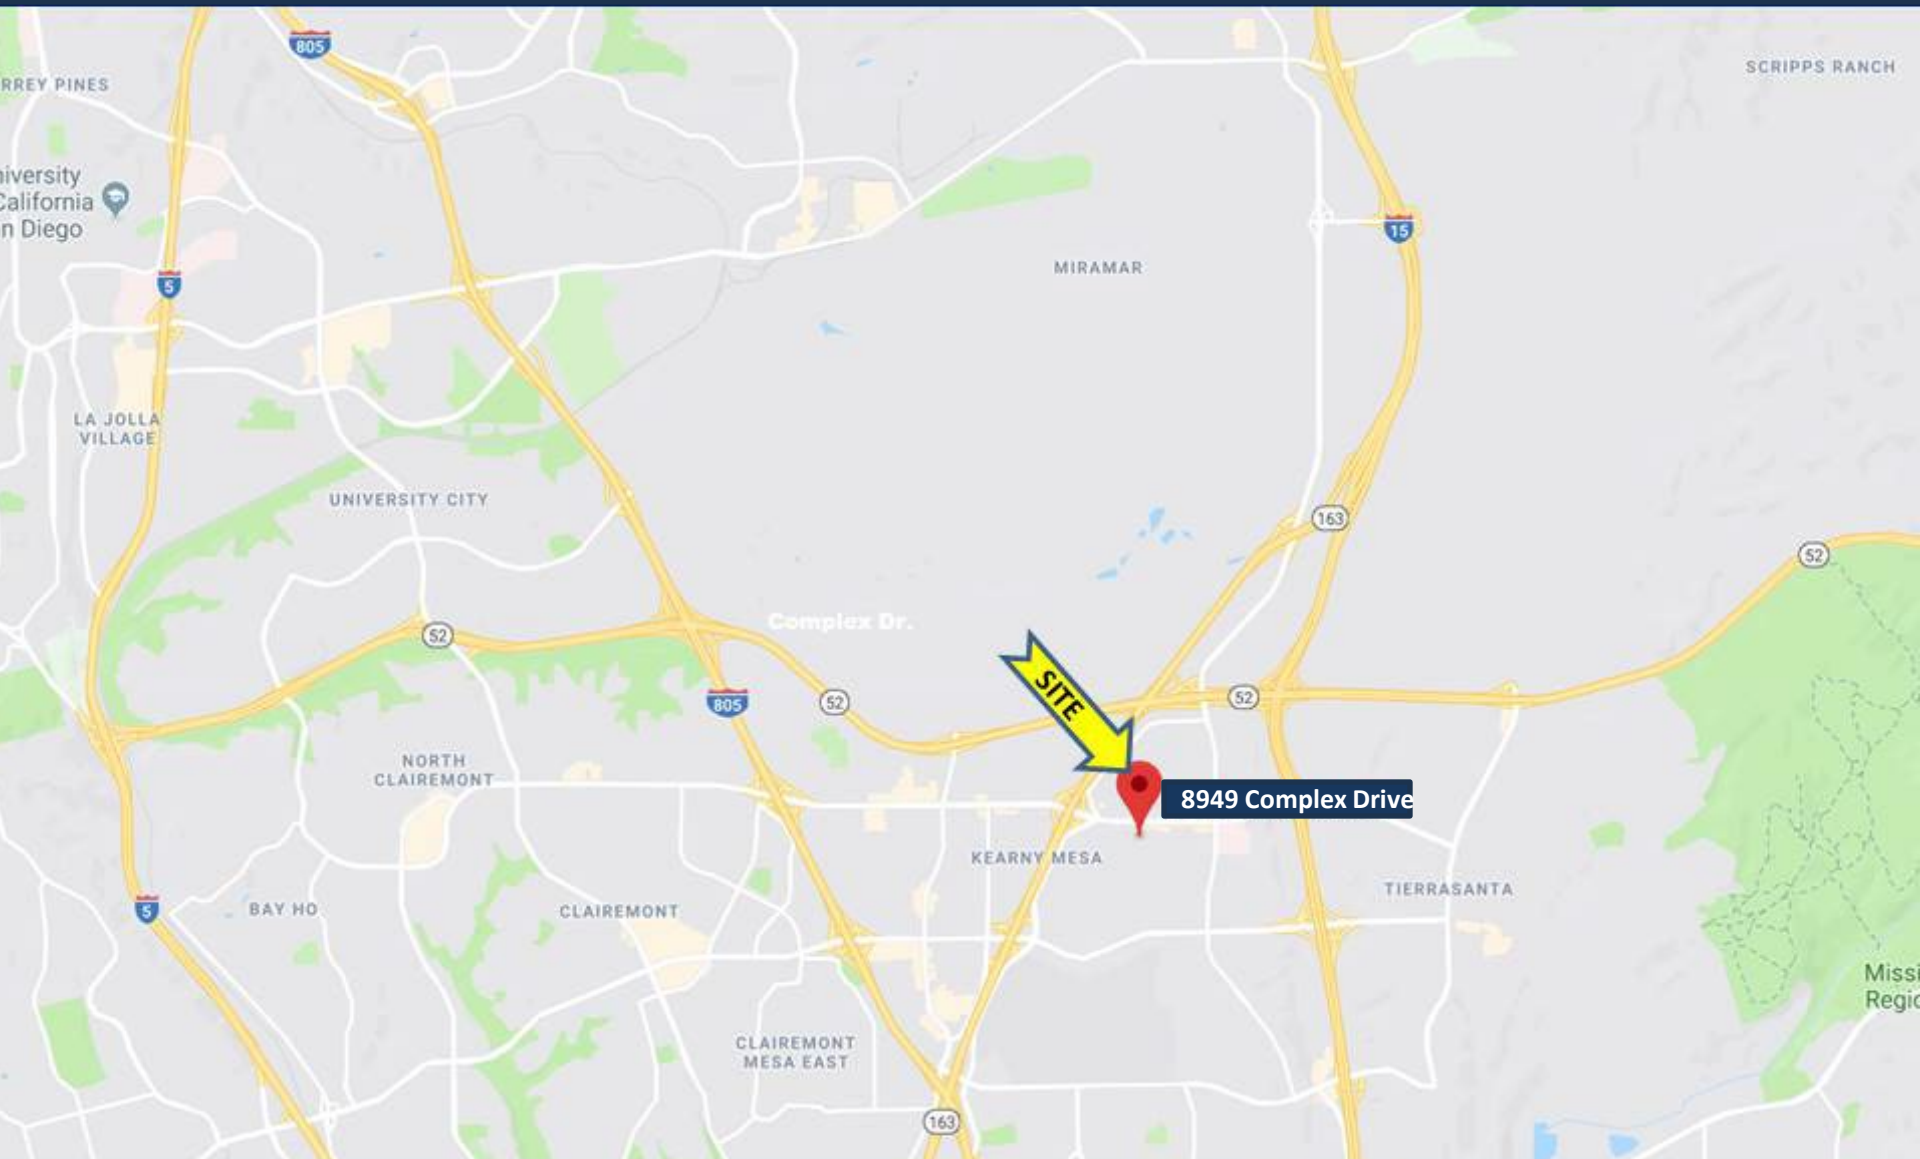 805
SCRIPPS RANCH
RREY PINES
niversity
California
n Diego
15
MIRAMAR
5
LA JOLLA
VILLAGE
UNIVERSITY CITY
163
52
Complex Dr.
52
SITE
52
805
52
NORTH
CLAIREMONT
8949 Complex Drive
KEARNY MESA
TIERRASANTA
5
BAY HO
CLAIREMONT
Missi
Regio
CLAIREMONT
MESA EAST
163